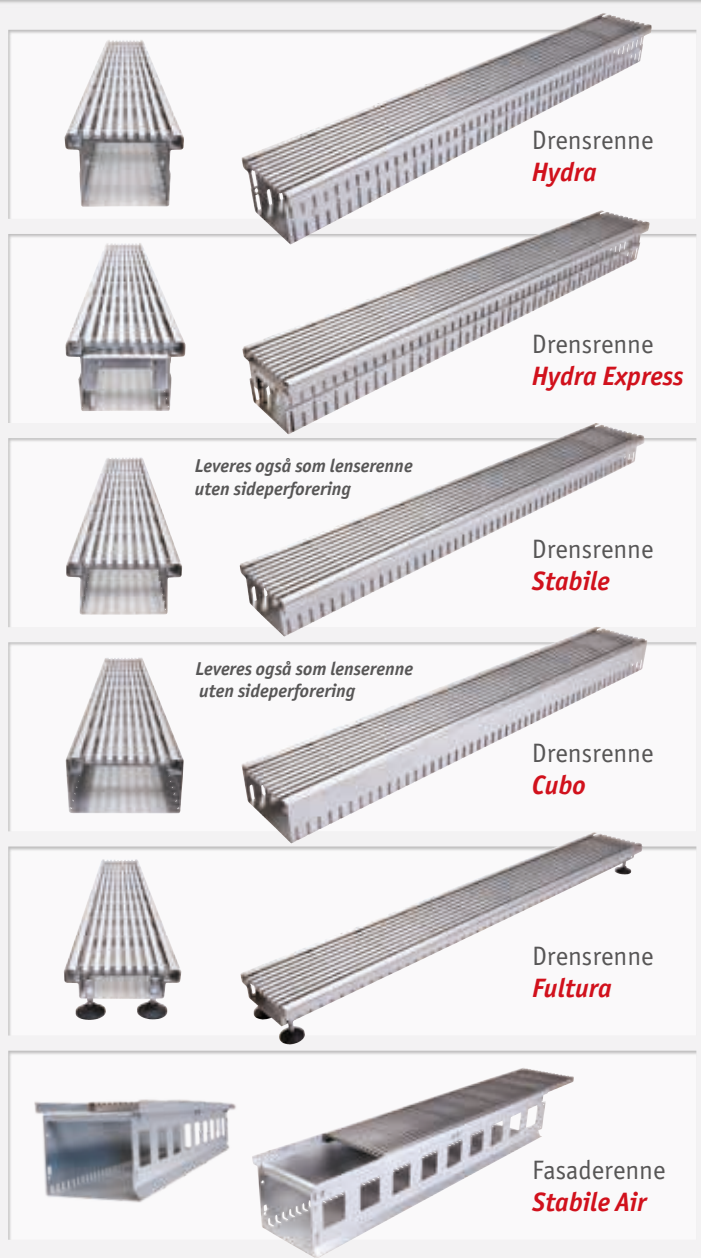 Drensrenne
Hydra
Drensrenne
Hydra Express
Leveres også som lenserenne
uten sideperforering
Drensrenne
Stabile
Leveres også som lenserenne
uten sideperforering
Drensrenne
Cubo
Drensrenne
Fultura
Fasaderenne
Stabile Air